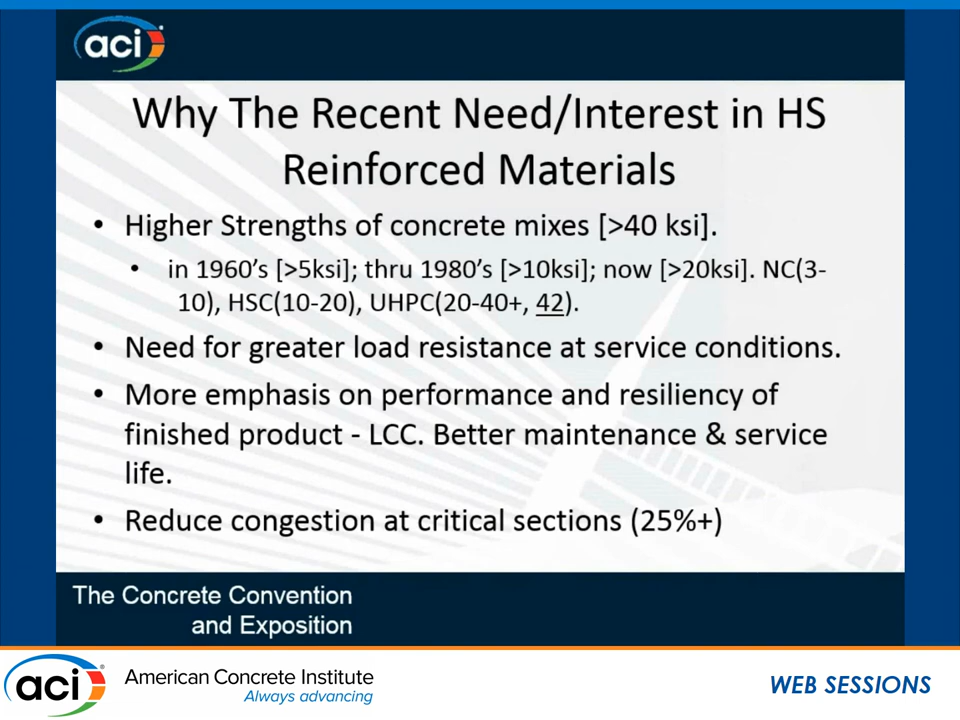 aci
Why The Recent Need/Interest in HS
Reinforced Materials
• Higher Strengths of concrete mixes [>40 ksi].
• in 1960’s [>5ksi]; thru 1980’s [>10ksi]; now [>20ksi]. NC(3-
10), HSC(10-20), UHPC(20-40+, 42).
• Need for greater load resistance at service conditions.
• More emphasis on performance and resiliency of
finished product - LCC. Better maintenance & service
life.
• Reduce congestion at critical sections (25%+)
The Concrete Convention
and Exposition
aci®
American Concrete Institute
Always advancing
WEB SESSIONS